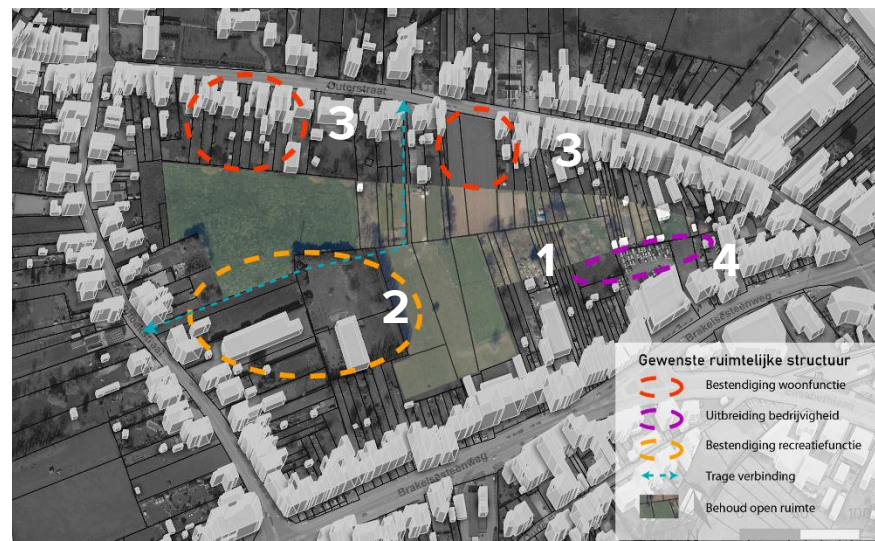 Outerstraat
3
3
1
4
2
Brakelsesteenweg
Brakelsesteenweg
Gewenste ruimtelijke structuur
Bestendiging woonfunctie
Uitbreiding bedrijvigheid
Bestendiging recreatiefunctie
Trage verbinding
Behoud open ruimte